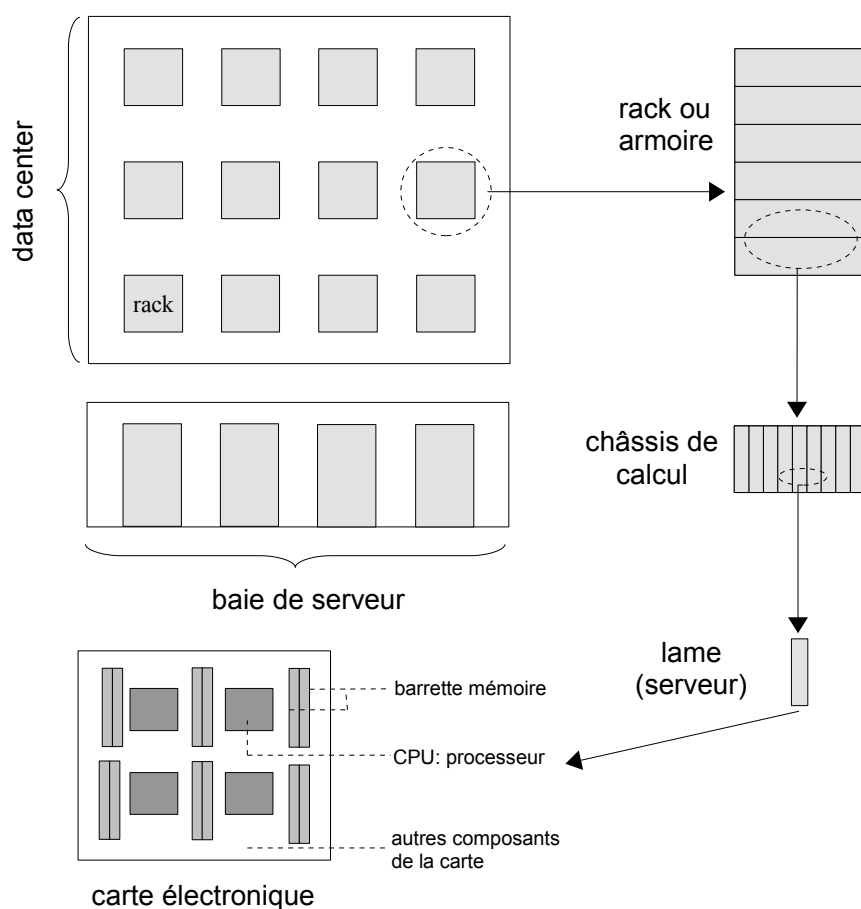 data center
rack
rack ou
armoire
baie de serveur
châssis de
calcul
lame
(serveur)
barrette mémoire
CPU: processeur
autres composants
de la carte
carte électronique